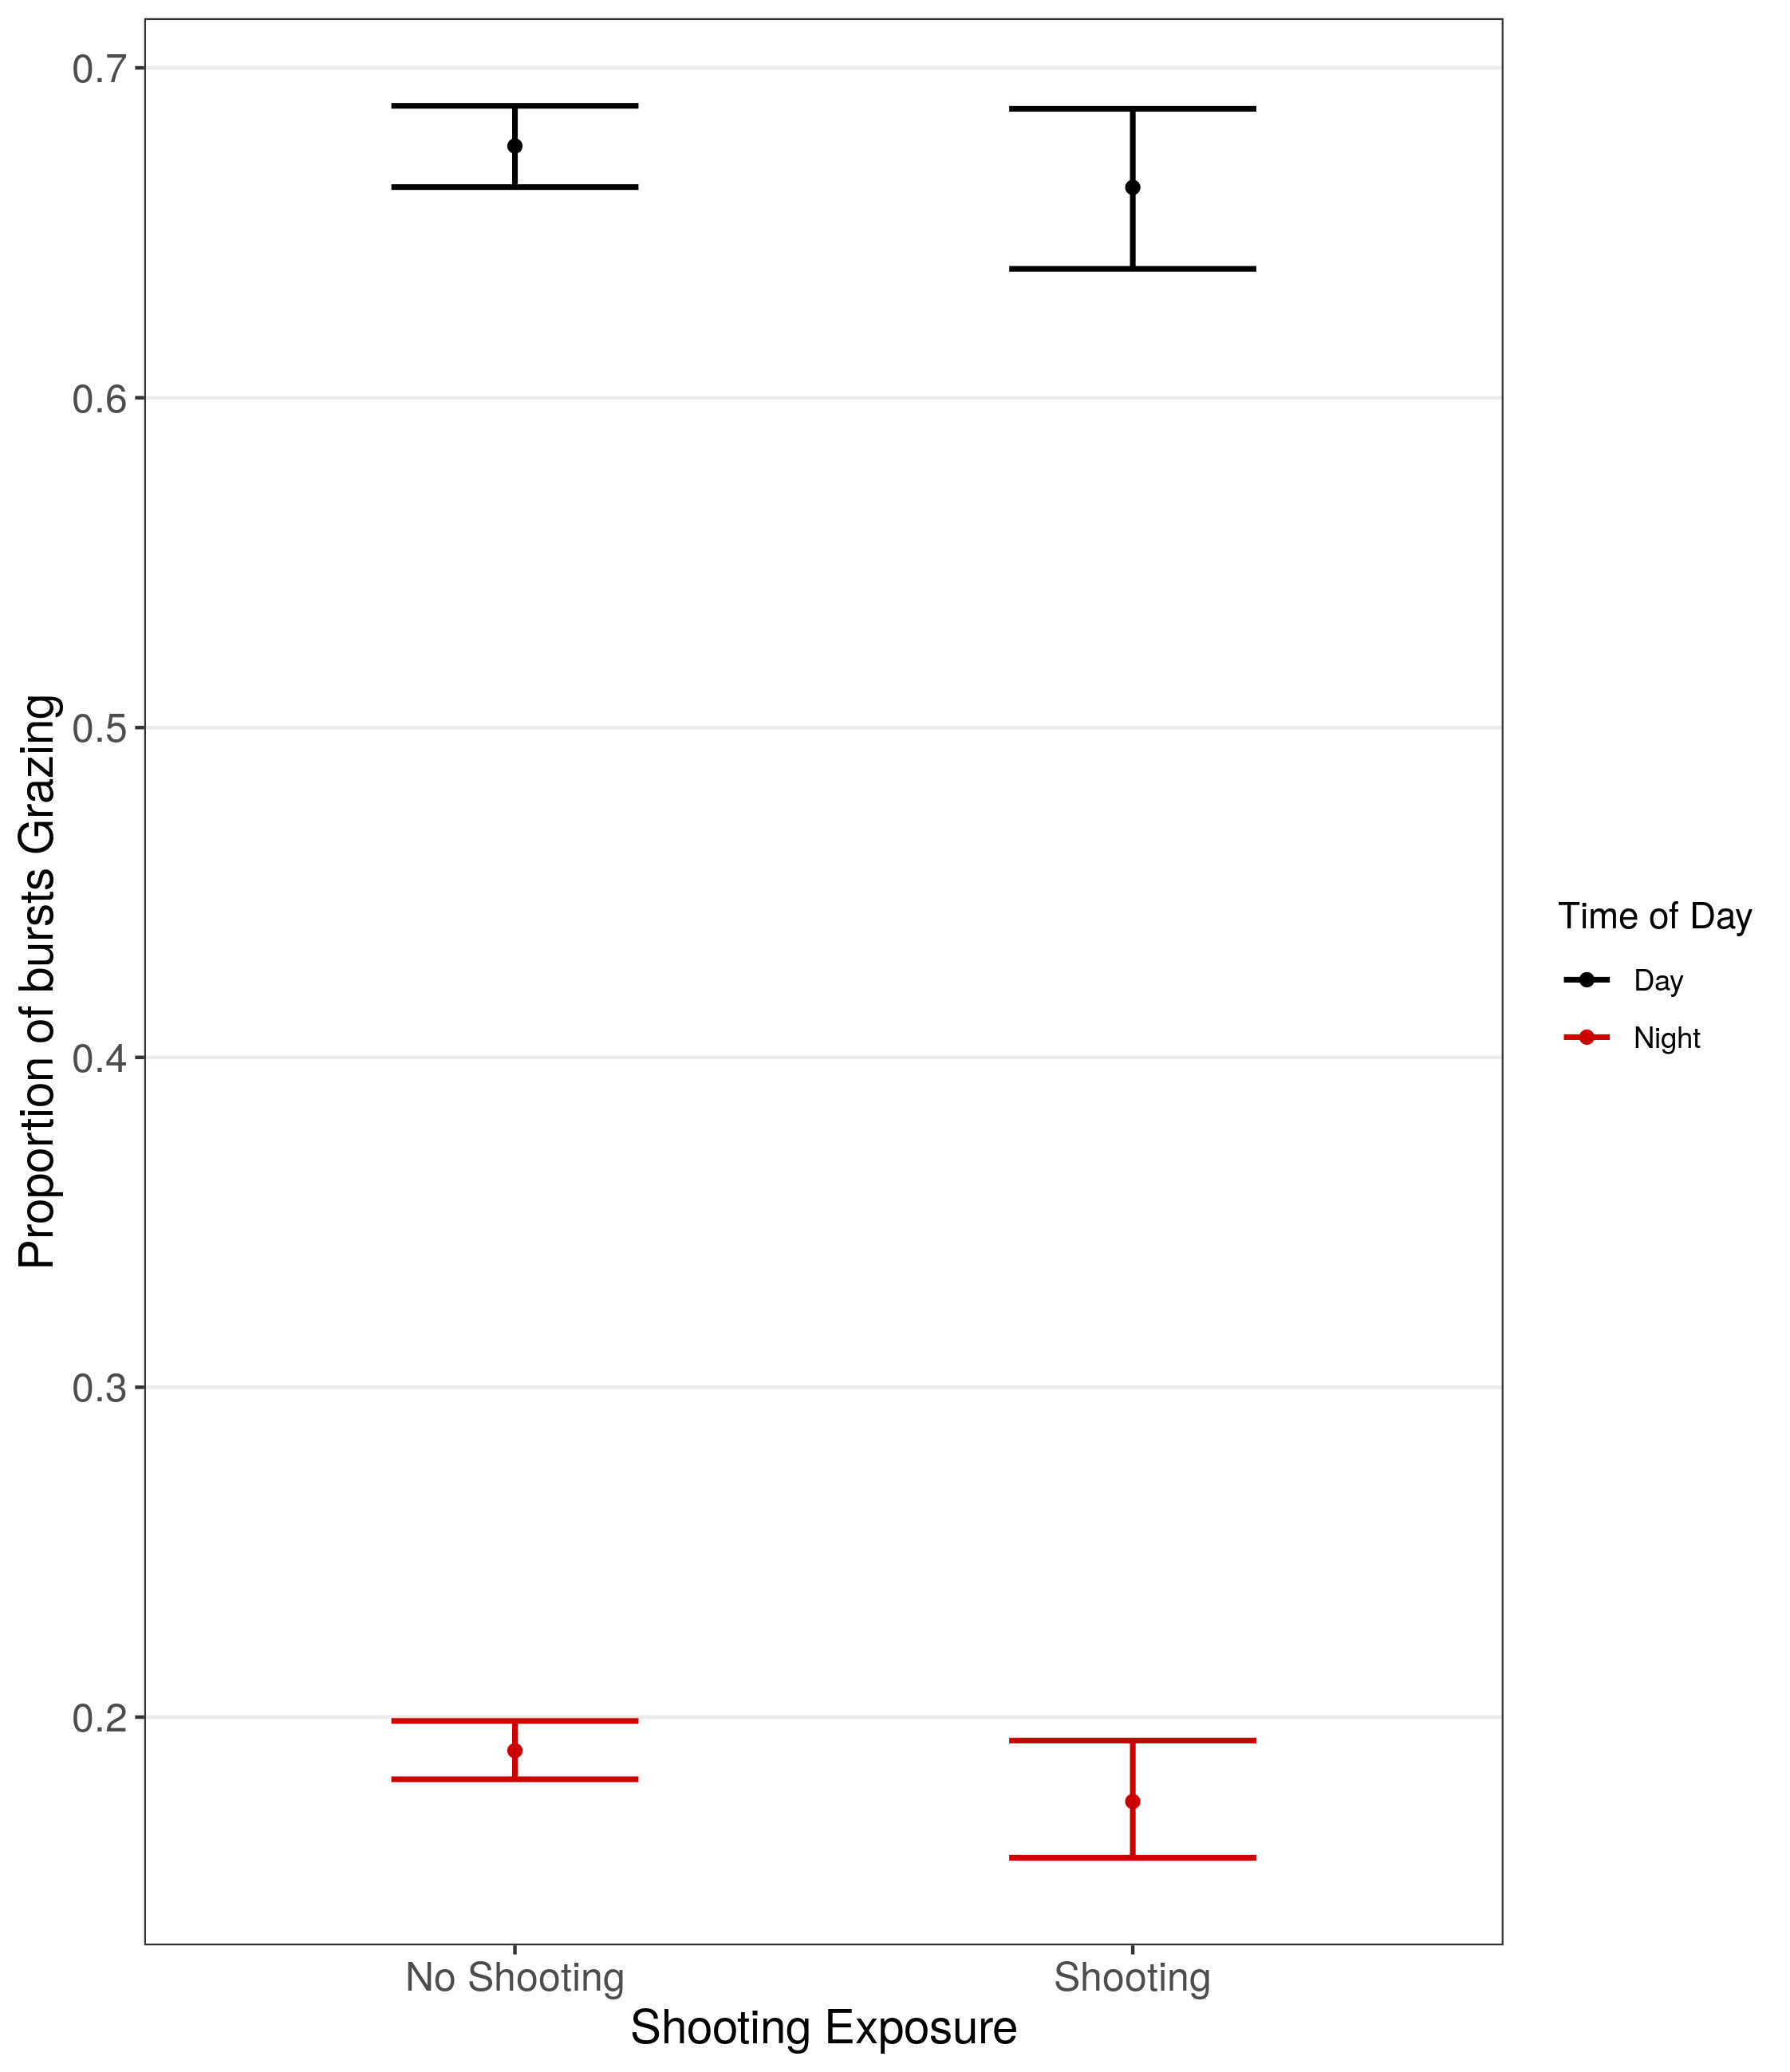 Proportion of bursts Grazing
0.7
0.6
0.5
0.4
0.3
0.2
No Shooting
Shooting
Shooting Exposure
Time of Day
Day
Night